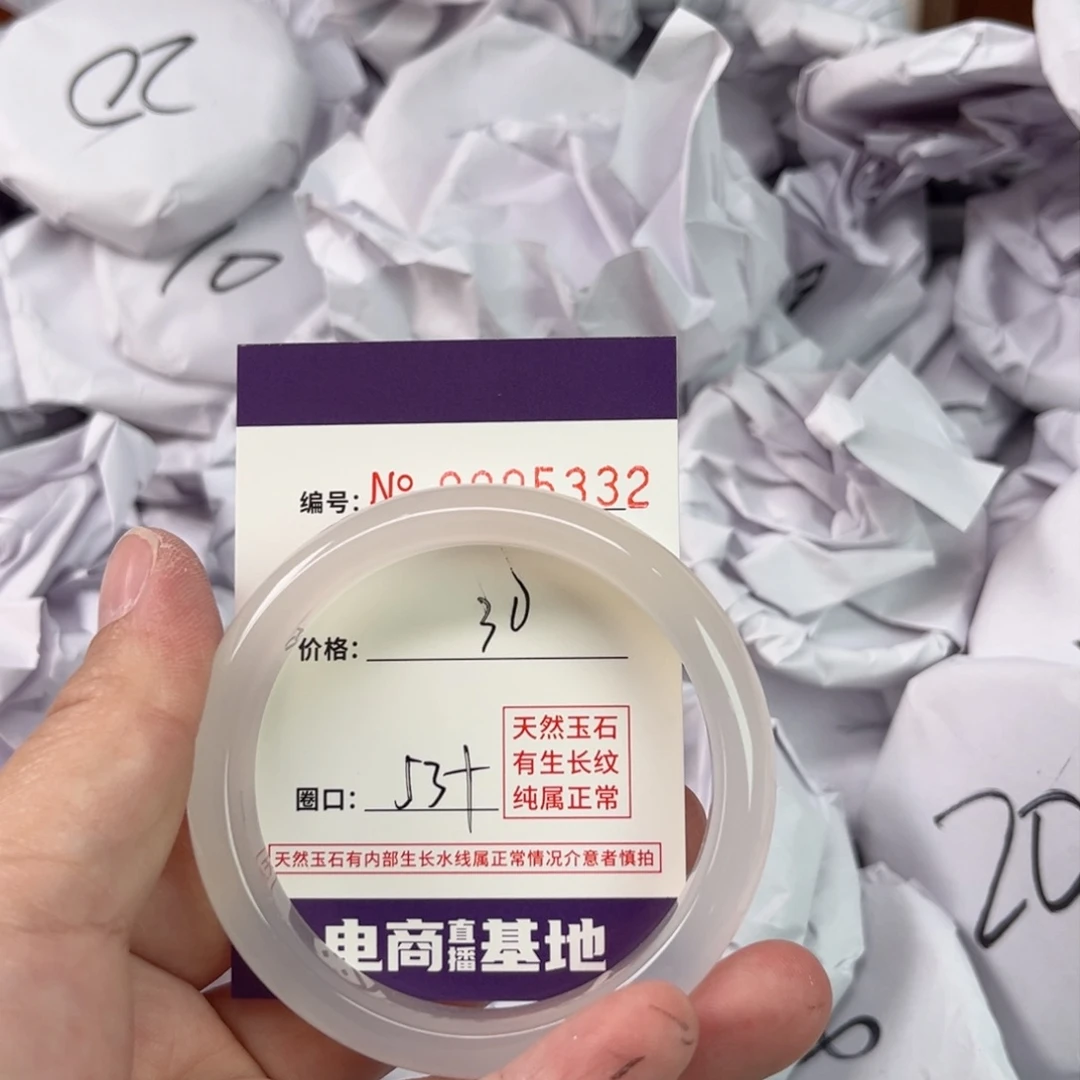 20
10
编号: № 0005332
价格: 30
天然玉石
有生长纹
纯属正常
圈口: 53+
天然玉石有内部生长水线属正常情况介意者慎拍
电商直播基地
20